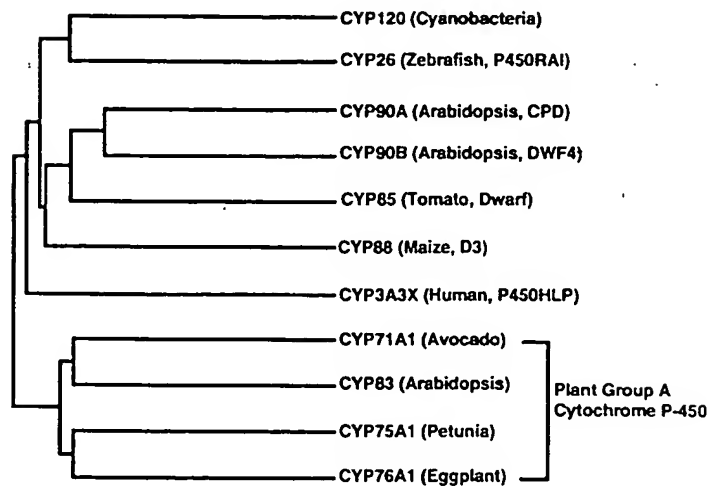 CYP120 (Cyanobacteria)
CYP26 (Zebrafish, P450RAI)
CYP90A (Arabidopsis, CPD)
CYP90B (Arabidopsis, DWF4)
CYP85 (Tomato, Dwarf)
CYP88 (Maize, D3)
CYP3A3X (Human, P450HLP)
CYP71A1 (Avocado)
CYP83 (Arabidopsis)
CYP75A1 (Petunia)
CYP76A1 (Eggplant)
Plant Group A
Cytochrome P-450